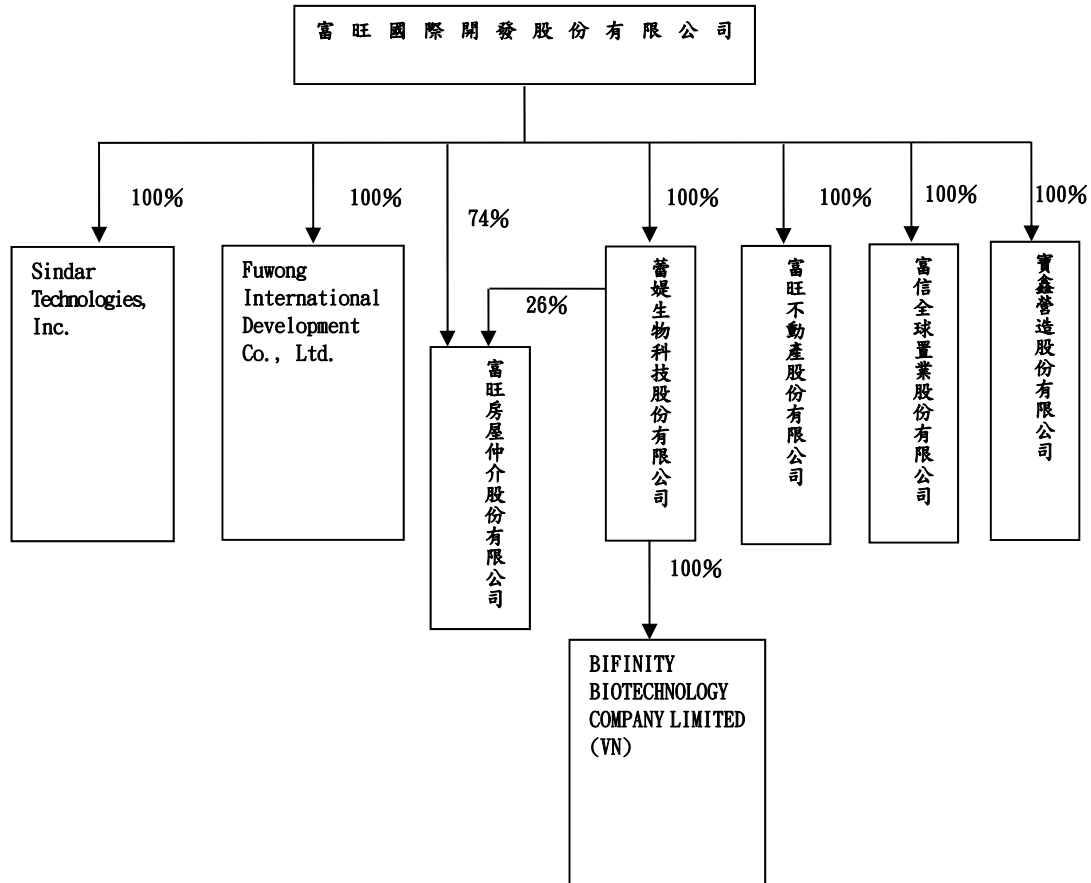 富旺國際開發股份有限公司
100%
100%
74%
100%
100%
100%
100%
Sindar
Technologies,
Inc.
Fuwong
International
Development
Co., Ltd.
26%
富旺房屋仲介股份有限公司
蕾媞生物科技股份有限公司
富旺不動產股份有限公司
富信全球置業股份有限公司
寶鑫營造股份有限公司
100%
BIFINITY
BIOTECHNOLOGY
COMPANY LIMITED
(VN)